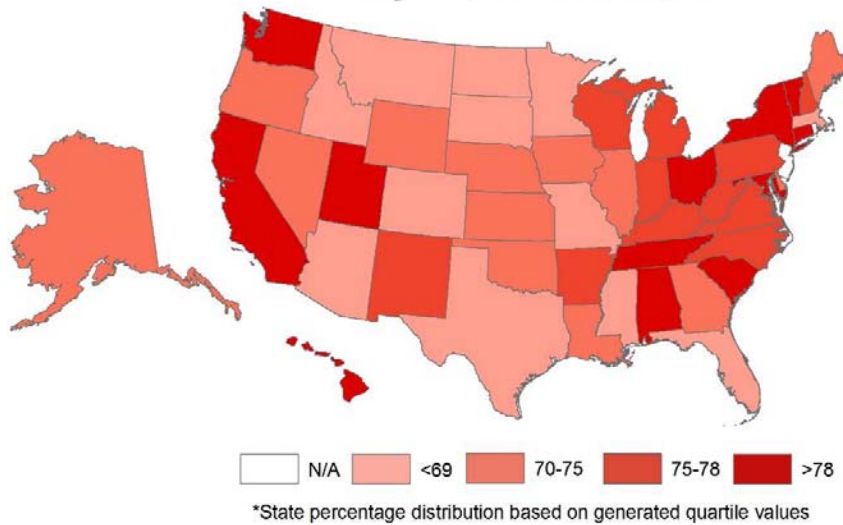 N/A <69 70-75 75-78 >78
*State percentage distribution based on generated quartile values